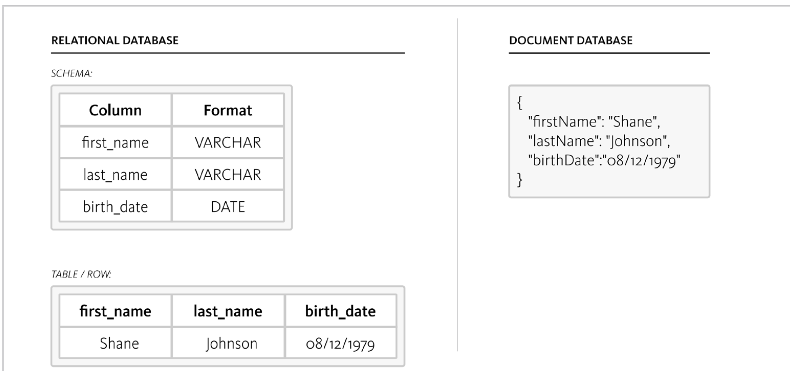 RELATIONAL DATABASE
SCHEMA:
Column Format
first_name VARCHAR
last_name VARCHAR
birth_date DATE
TABLE / ROW:
first_name last_name birth_date
Shane Johnson 08/12/1979
DOCUMENT DATABASE
{
"firstName": "Shane",
"lastName": "Johnson",
"birthDate":"08/12/1979"
}